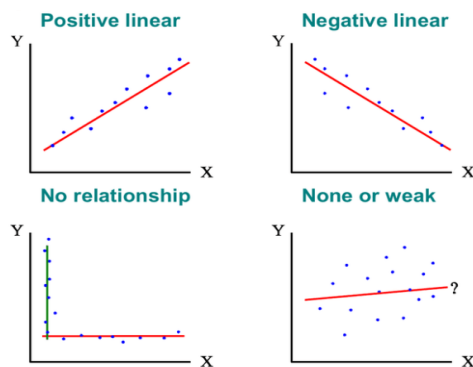 Positive linear
Y
X
Negative linear
Y
X
No relationship
Y
X
None or weak
Y
?
X